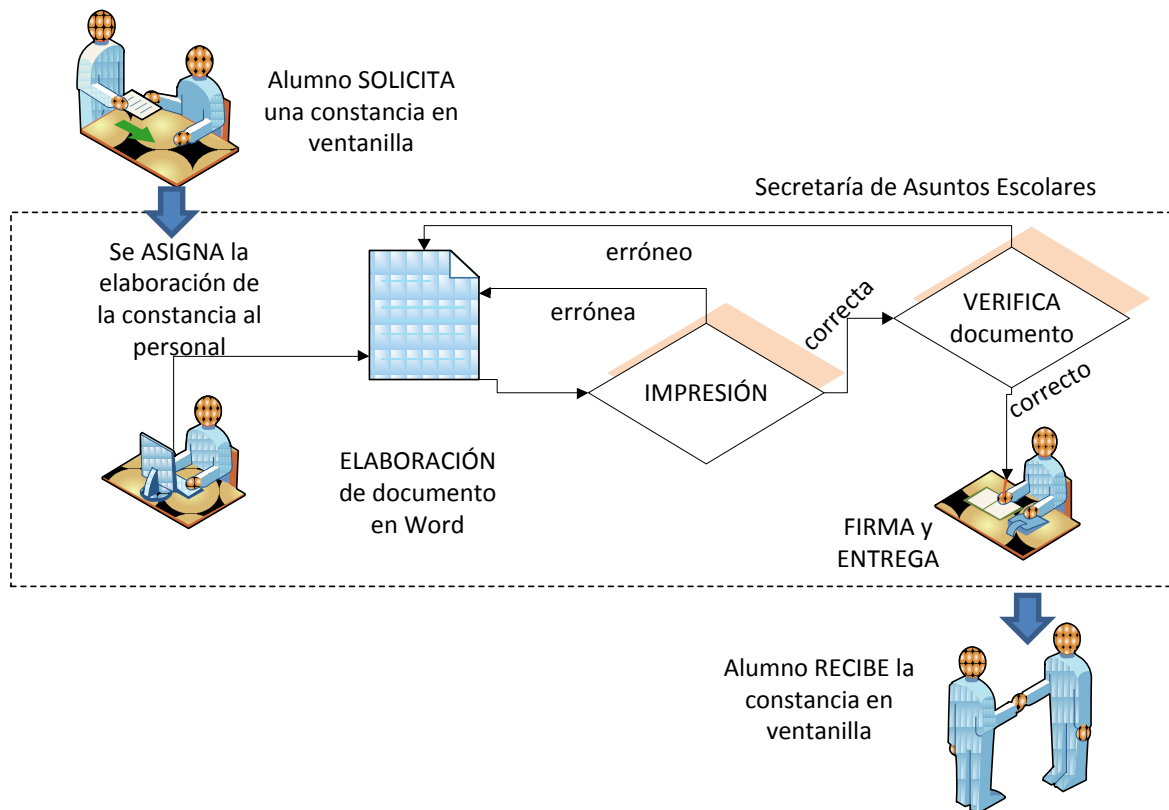 Alumno SOLICITA
una constancia en
ventanilla
Secretaría de Asuntos Escolares
Se ASIGNA la
elaboración de
la constancia al
personal
erróneo
errónea
correcta
VERIFICA
documento
IMPRESIÓN
correcto
ELABORACIÓN
de documento
en Word
FIRMA y
ENTREGA
Alumno RECIBE la
constancia en
ventanilla